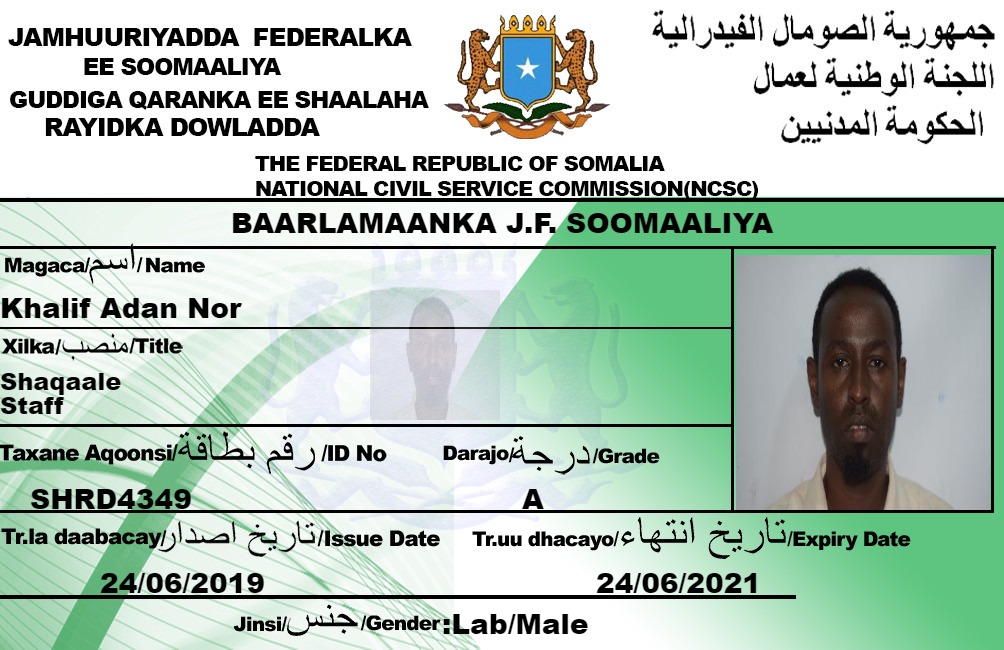 JAMHUURIYADDA FEDERALKA
EE SOOMAALIYA
GUDDIGA QARANKA EE SHAALAHA
RAYIDKA DOWLADDA
جمهورية الصومال الفيدرالية
اللجنة الوطنية لعمال
الحكومة المدنيين
THE FEDERAL REPUBLIC OF SOMALIA
NATIONAL CIVIL SERVICE COMMISSION(NCSC)
BAARLAMAANKA J.F. SOOMAALIYA
Magaca/اسم/Name
Khalif Adan Nor
Xilka/منصب/Title
Shaqaale
Staff
Taxane Aqoonsi/رقم بطاقة/ID No
Darajo/درجة/Grade
SHRD4349
A
Tr.la daabacay/تاريخ اصدار/Issue Date
Tr.uu dhacayo/تاريخ انتهاء/Expiry Date
24/06/2019
24/06/2021
Jinsi/جنس/Gender:Lab/Male